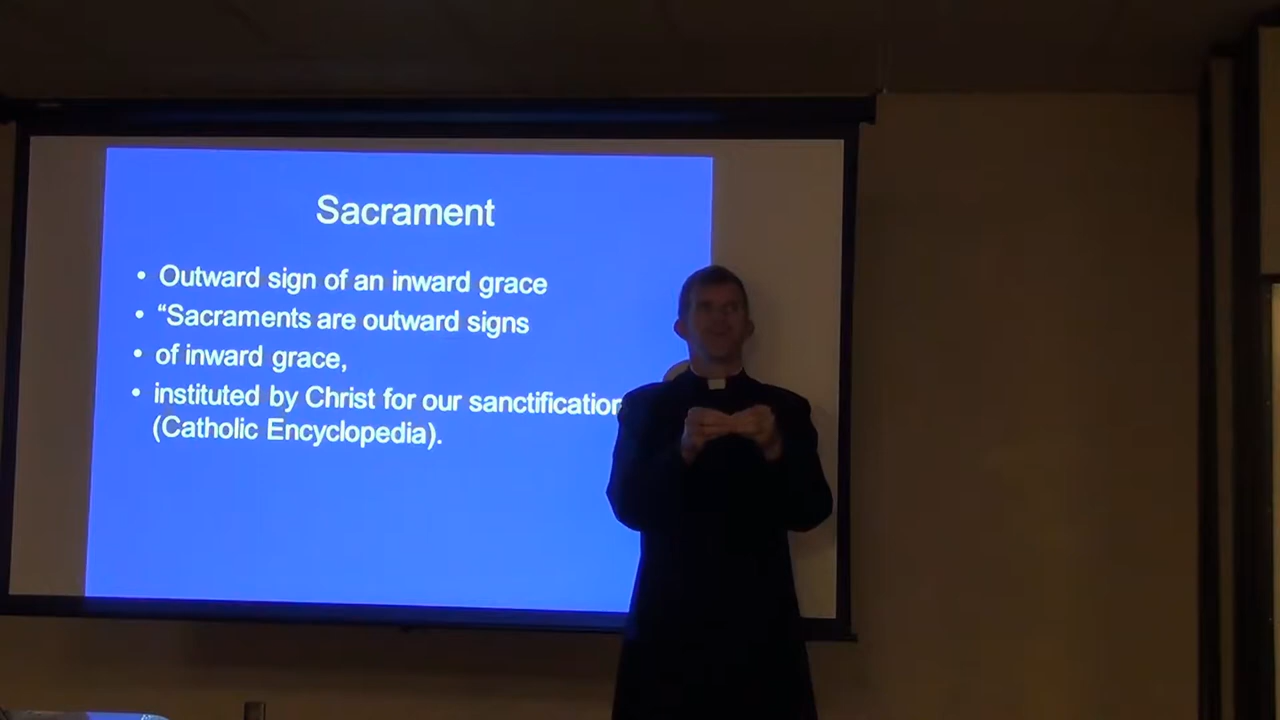 Sacrament
• Outward sign of an inward grace
• “Sacraments are outward signs
• of inward grace,
• instituted by Christ for our sanctification
(Catholic Encyclopedia).